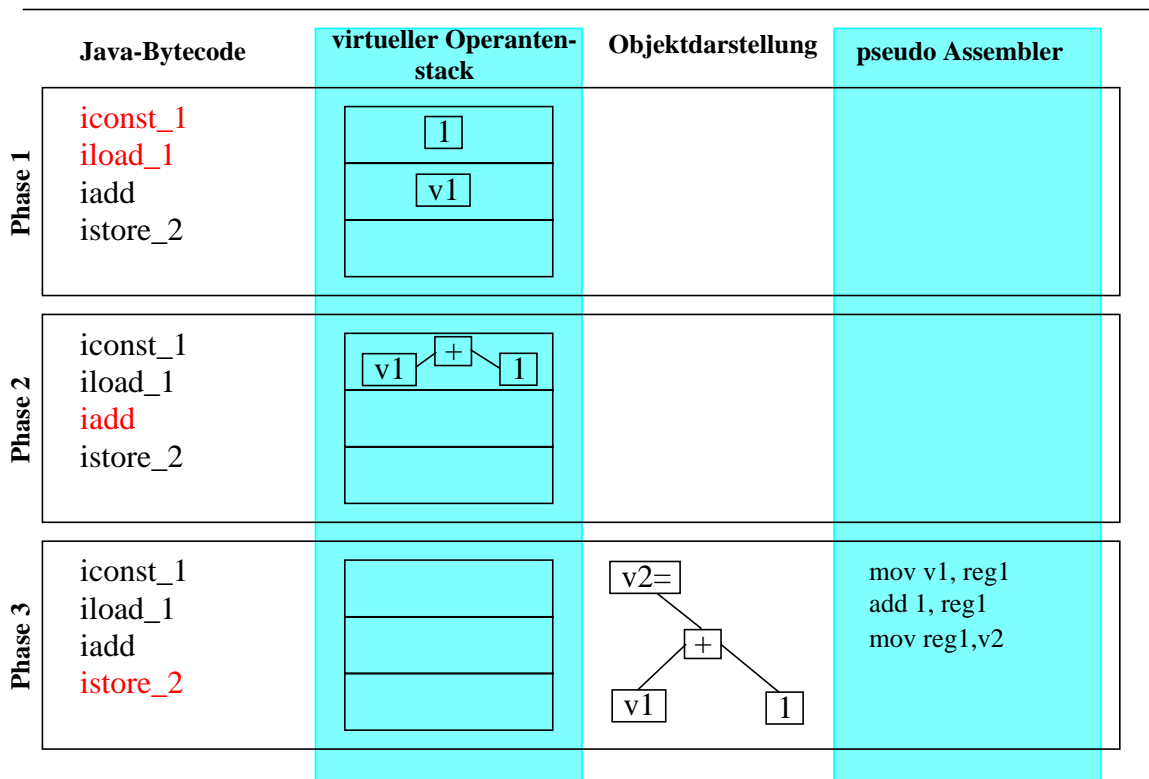 Java-Bytecode
virtueller Operanten-
stack
Objektdarstellung
pseudo Assembler
Phase 1
iconst_1
iload_1
iadd
istore_2
1
v1
Phase 2
iconst_1
iload_1
iadd
istore_2
+
v1
1
Phase 3
iconst_1
iload_1
iadd
istore_2
v2=
+
v1
1
mov v1, reg1
add 1, reg1
mov reg1,v2